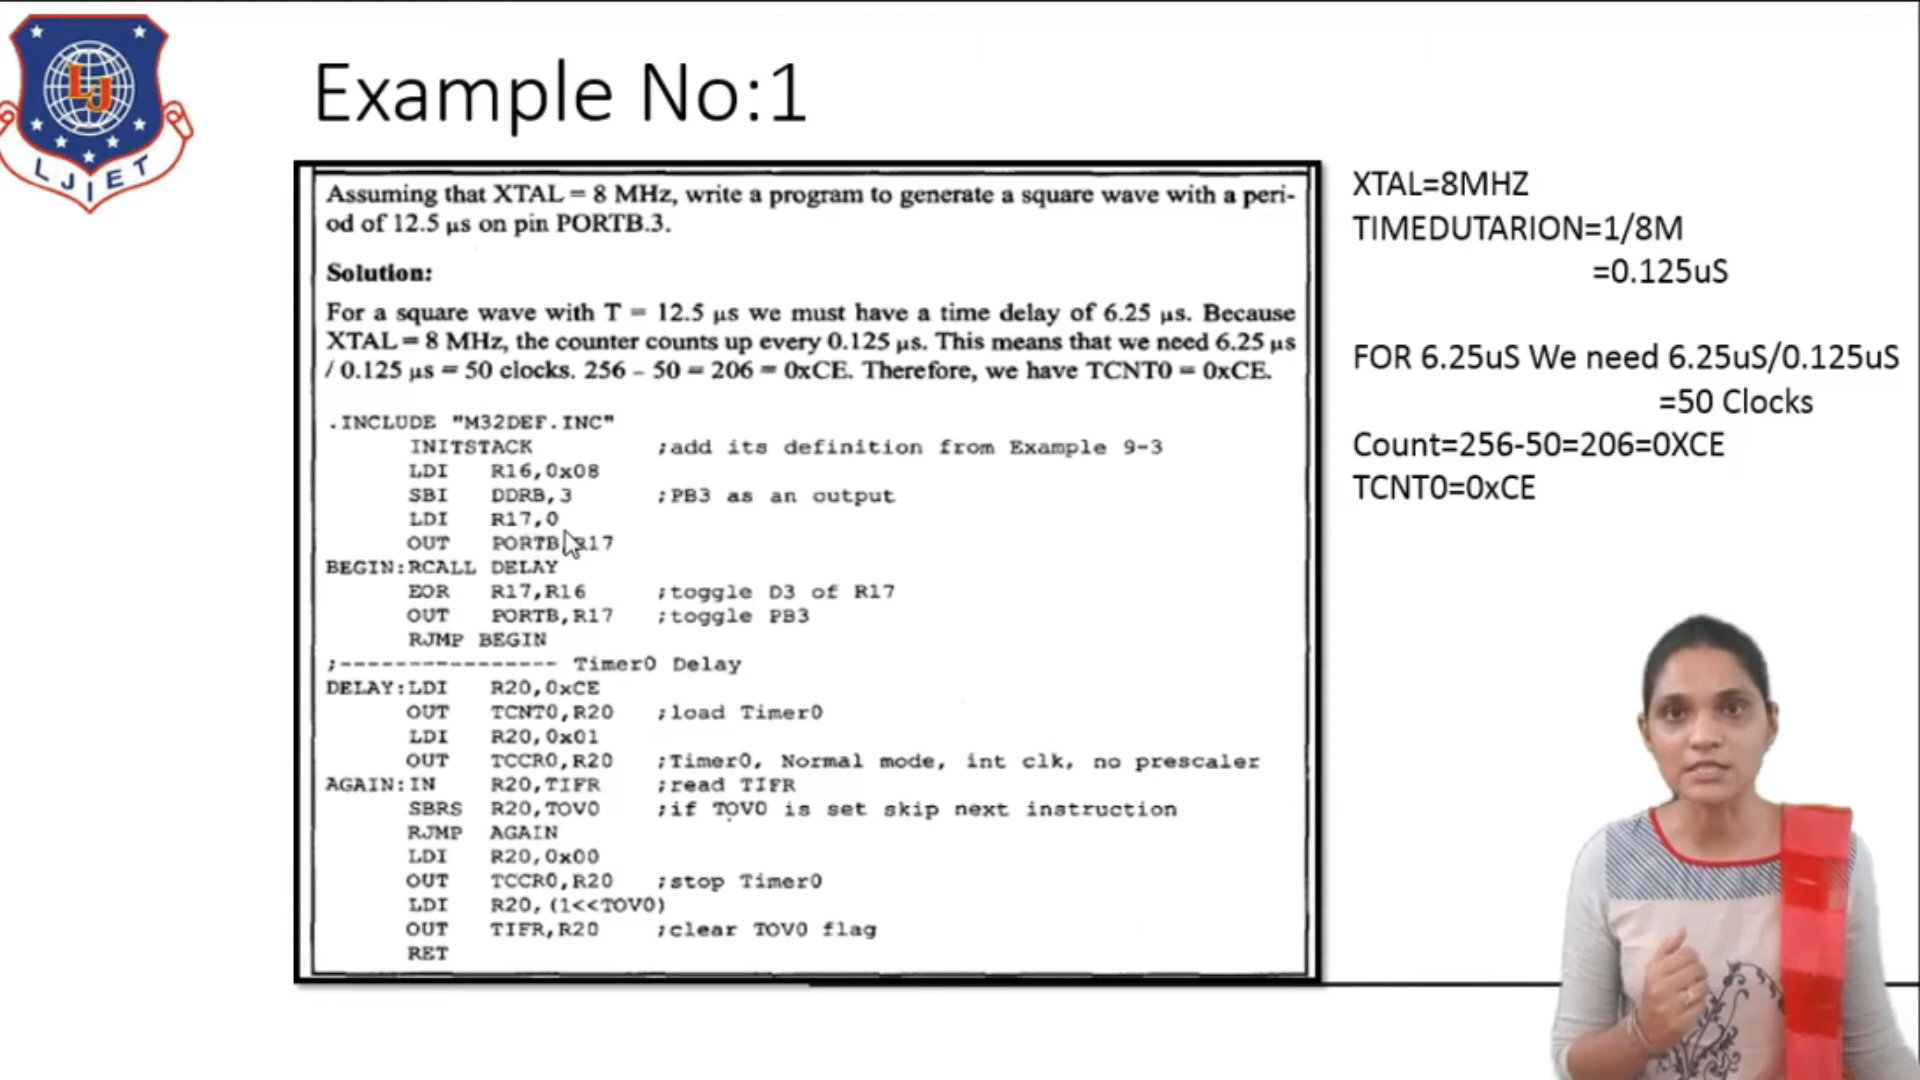 LJ
LJIET
Example No:1
Assuming that XTAL = 8 MHz, write a program to generate a square wave with a peri-
od of 12.5 µs on pin PORTB.3.
Solution:
For a square wave with T = 12.5 µs we must have a time delay of 6.25 µs. Because
XTAL = 8 MHz, the counter counts up every 0.125 µs. This means that we need 6.25 µs
/ 0.125 µs = 50 clocks. 256 – 50 = 206 = 0xCE. Therefore, we have TCNT0 = 0xCE.
.INCLUDE "M32DEF.INC"
INITSTACK ;add its definition from Example 9-3
LDI R16,0x08
SBI DDRB,3 ;PB3 as an output
LDI R17,0
OUT PORTB,R17
BEGIN:RCALL DELAY
EOR R17,R16 ;toggle D3 of R17
OUT PORTB,R17 ;toggle PB3
RJMP BEGIN
;---------------- Timer0 Delay
DELAY:LDI R20,0xCE
OUT TCNT0,R20 ;load Timer0
LDI R20,0x01
OUT TCCR0,R20 ;Timer0, Normal mode, int clk, no prescaler
AGAIN:IN R20,TIFR ;read TIFR
SBRS R20,TOV0 ;if TOV0 is set skip next instruction
RJMP AGAIN
LDI R20,0x00
OUT TCCR0,R20 ;stop Timer0
LDI R20,(1<<TOV0)
OUT TIFR,R20 ;clear TOV0 flag
RET
XTAL=8MHZ
TIMEDUTARION=1/8M
=0.125uS
FOR 6.25uS We need 6.25uS/0.125uS
=50 Clocks
Count=256-50=206=0XCE
TCNT0=0xCE